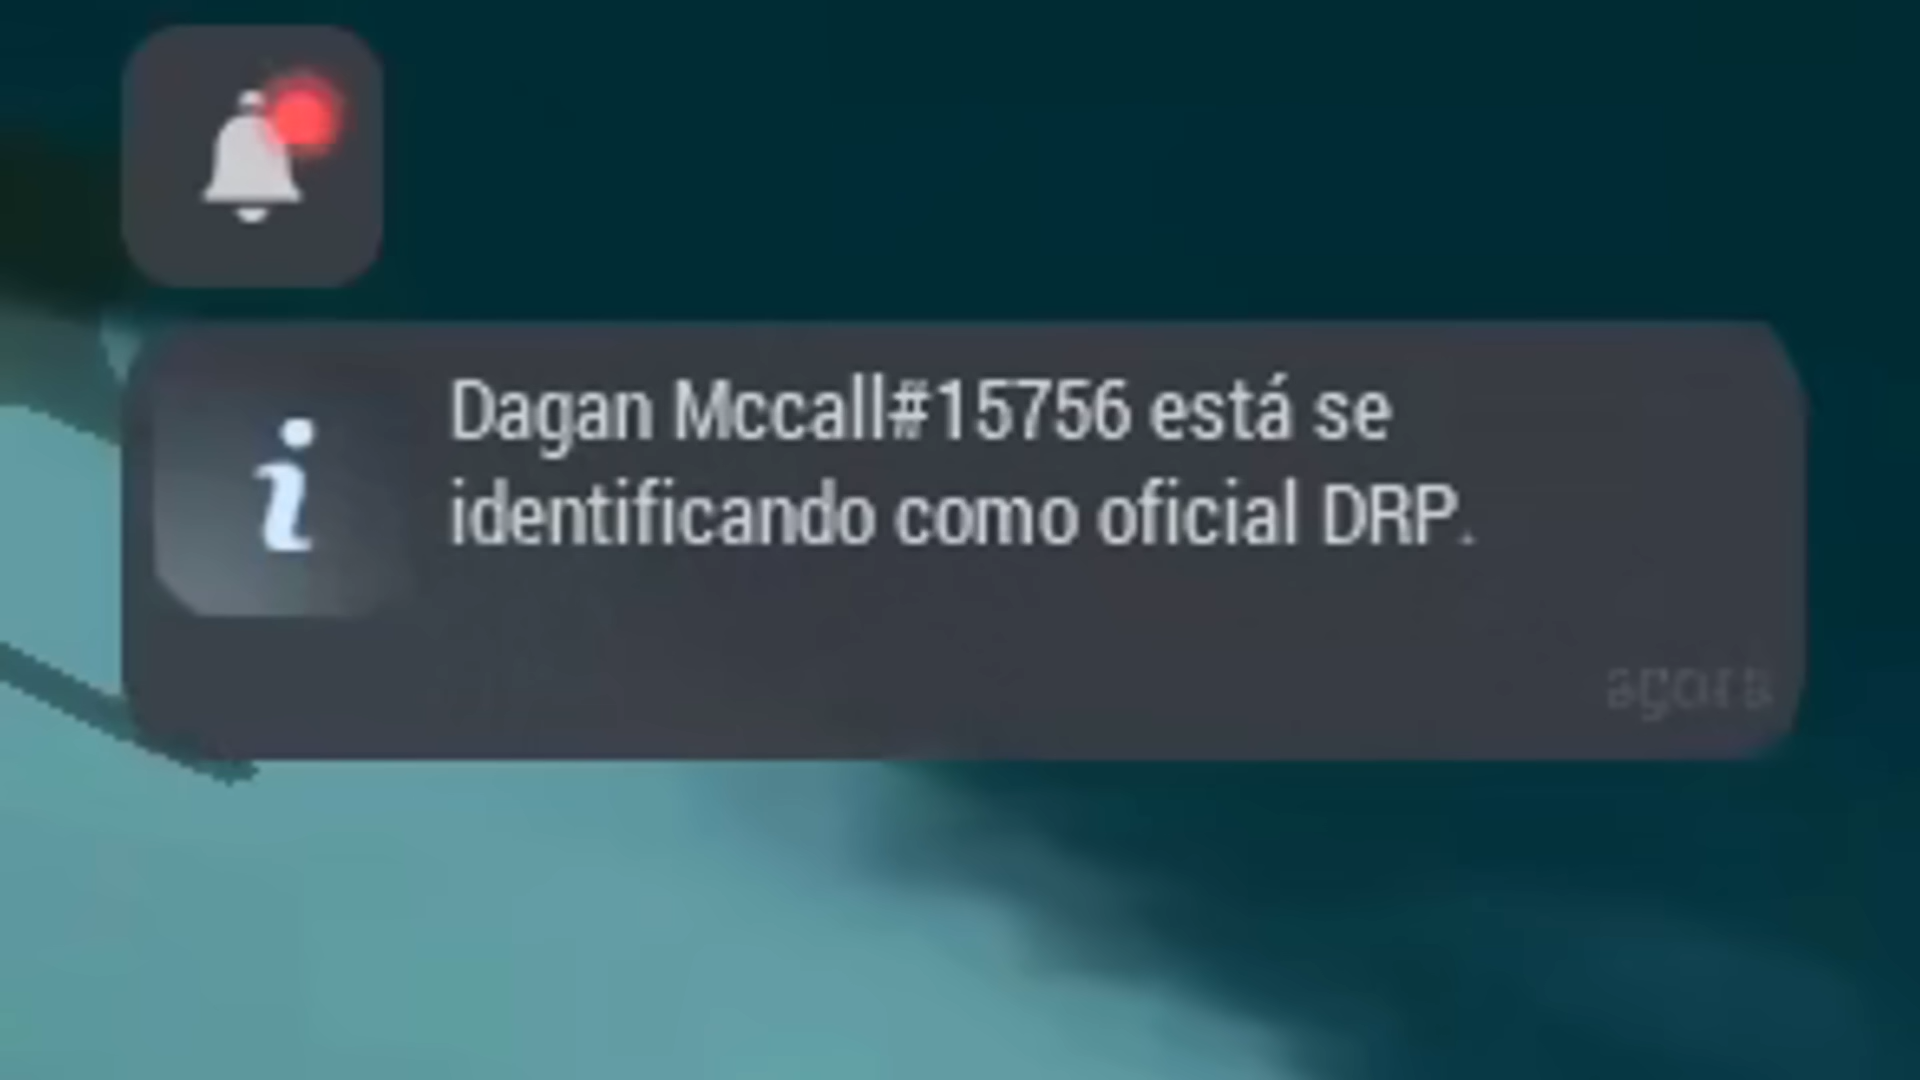 Dagan Mccall#15756 está se
identificando como oficial DRP.
agora